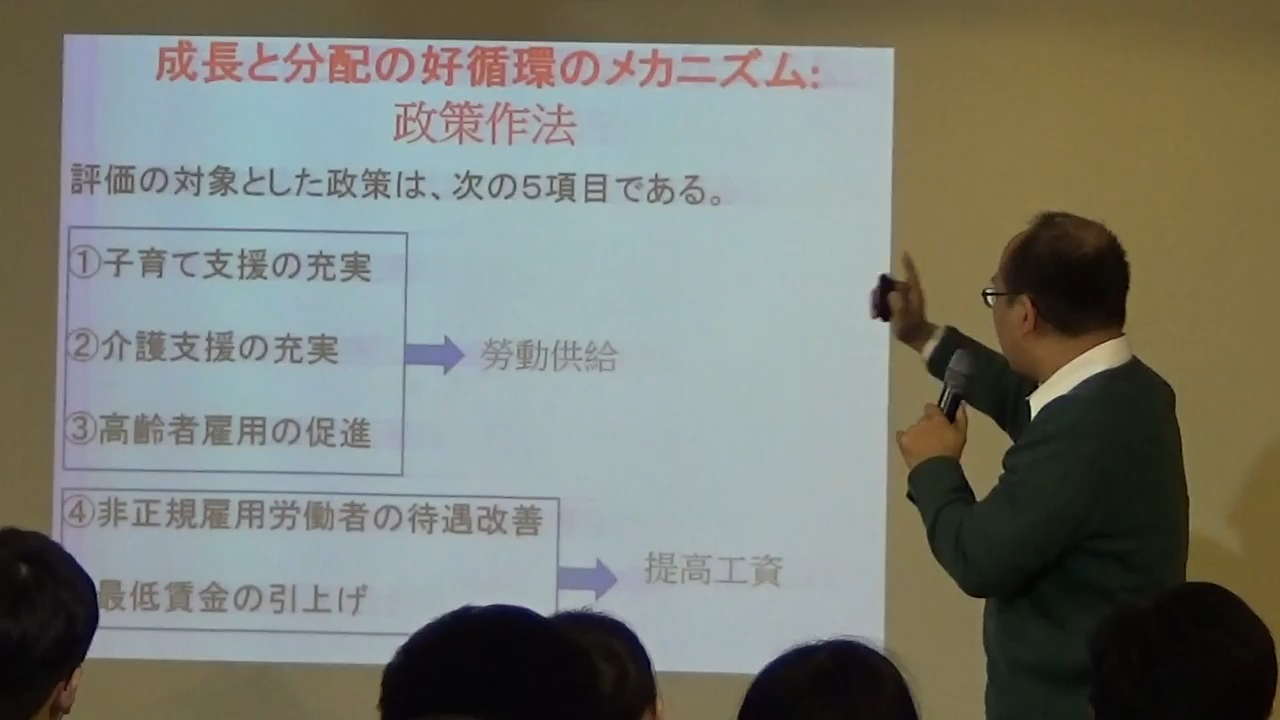 成長と分配の好循環のメカニズム:
政策作法
評価の対象とした政策は、次の5項目である。
①子育て支援の充実
②介護支援の充実
勞動供給
③高齢者雇用の促進
④非正規雇用労働者の待遇改善
提高工資
最低賃金の引上げ